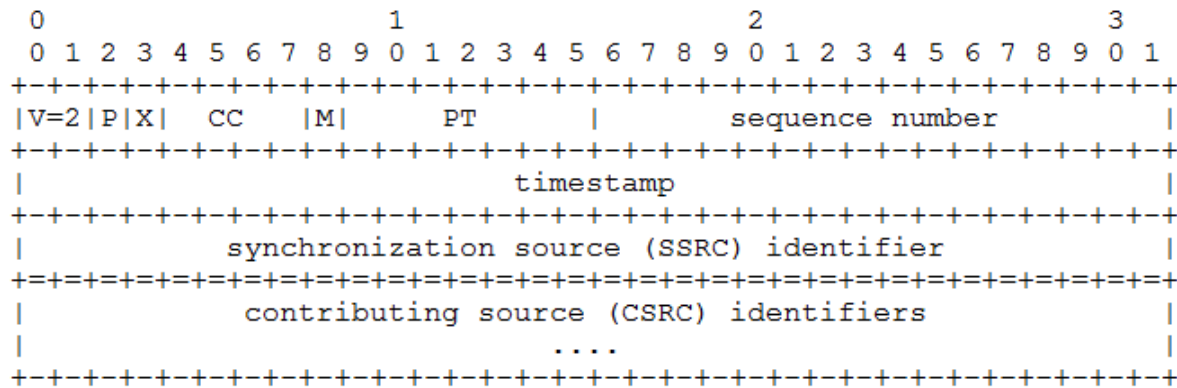 0                   1                   2                   3
 0 1 2 3 4 5 6 7 8 9 0 1 2 3 4 5 6 7 8 9 0 1 2 3 4 5 6 7 8 9 0 1
+-+-+-+-+-+-+-+-+-+-+-+-+-+-+-+-+-+-+-+-+-+-+-+-+-+-+-+-+-+-+-+-+
|V=2|P|X|  CC   |M|     PT      |       sequence number         |
+-+-+-+-+-+-+-+-+-+-+-+-+-+-+-+-+-+-+-+-+-+-+-+-+-+-+-+-+-+-+-+-+
|                           timestamp                           |
+-+-+-+-+-+-+-+-+-+-+-+-+-+-+-+-+-+-+-+-+-+-+-+-+-+-+-+-+-+-+-+-+
|           synchronization source (SSRC) identifier            |
+=+=+=+=+=+=+=+=+=+=+=+=+=+=+=+=+=+=+=+=+=+=+=+=+=+=+=+=+=+=+=+=+
|            contributing source (CSRC) identifiers             |
|                             ....                              |
+-+-+-+-+-+-+-+-+-+-+-+-+-+-+-+-+-+-+-+-+-+-+-+-+-+-+-+-+-+-+-+-+